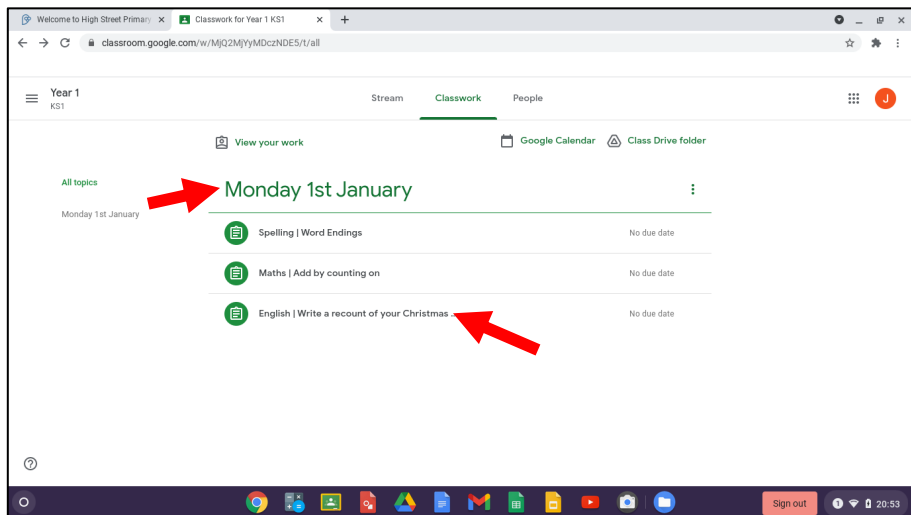 Welcome to High Street Primary
Classwork for Year 1 KS1
classroom.google.com/w/MjQ2MjYyMDczNDE5/t/all
Year 1
KS1
Stream
Classwork
People
J
View your work
Google Calendar
Class Drive folder
All topics
Monday 1st January
Monday 1st January
Spelling | Word Endings
No due date
Maths | Add by counting on
No due date
English | Write a recount of your Christmas ...
No due date
Sign out
1
20:53